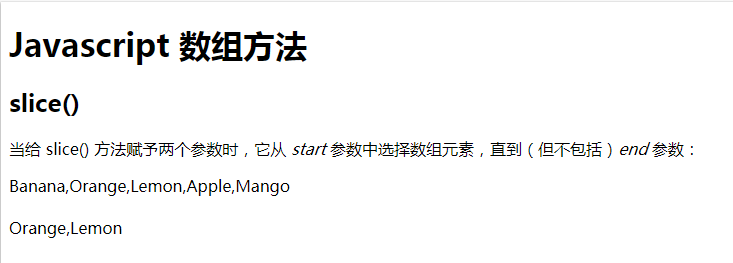 Javascript 数组方法
slice()
当给 slice() 方法赋予两个参数时，它从 start 参数中选择数组元素，直到（但不包括）end 参数：
Banana,Orange,Lemon,Apple,Mango
Orange,Lemon